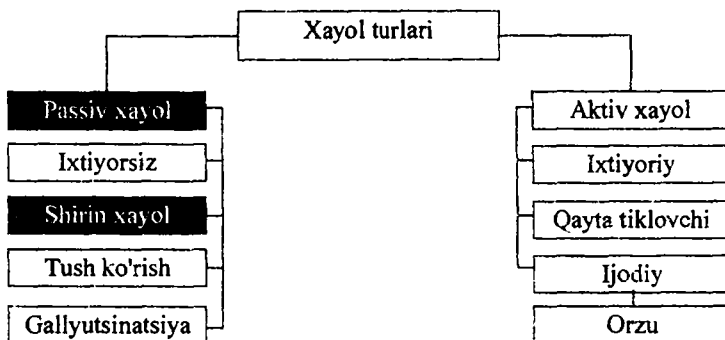 Xayol turlari
Passiv xayol
Ixtiyorsiz
Shirin xayol
Tush ko'rish
Gallyutsinatsiya
Aktiv xayol
Ixtiyoriy
Qayta tiklovchi
Ijodiy
Orzu